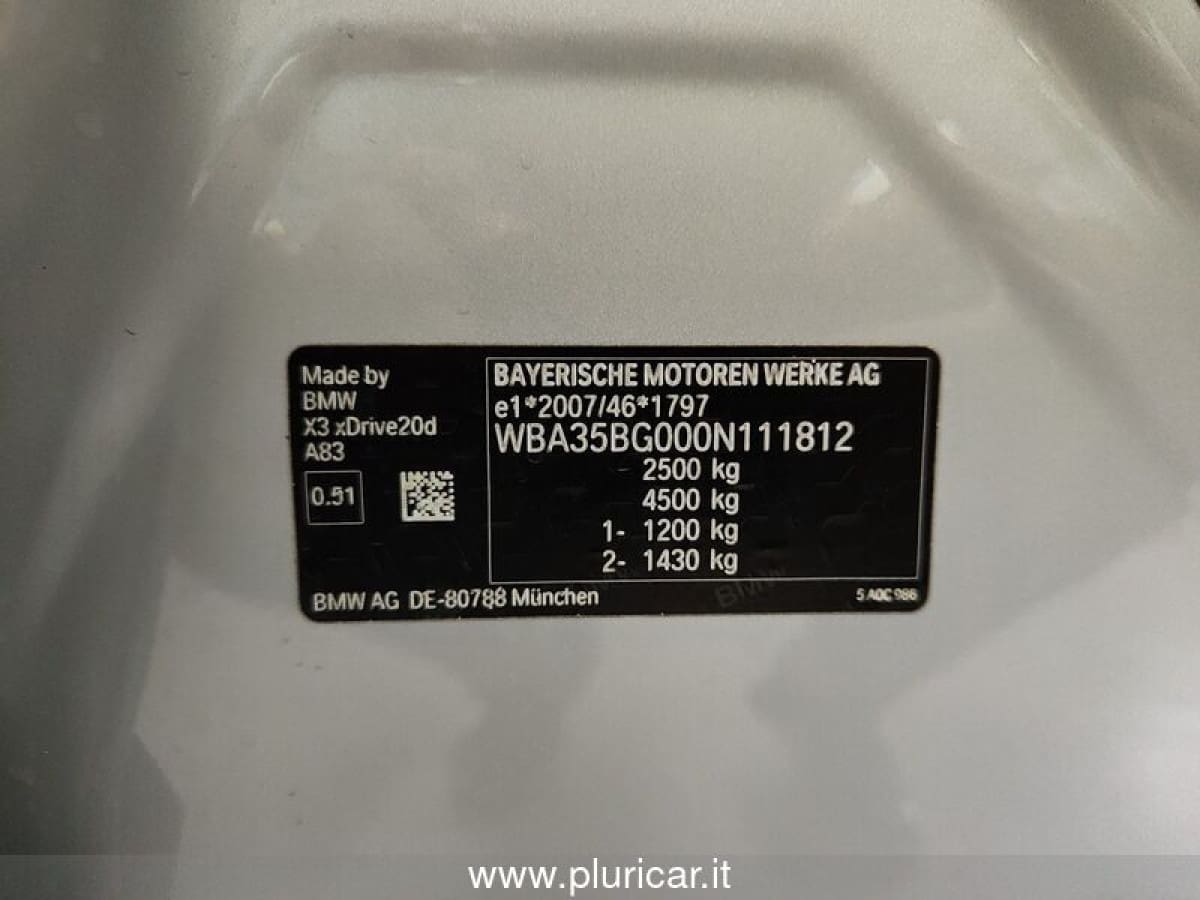 Made by
BMW
X3 xDrive20d
A83
0.51
BAYERISCHE MOTOREN WERKE AG
e1*2007/46*1797
WBA35BG000N111812
- 2500 kg
4500 kg
1- 1200 kg
2- 1430 kg
BMW AG DE-80788 München
BMW
5 A0C 986
www.pluricar.it